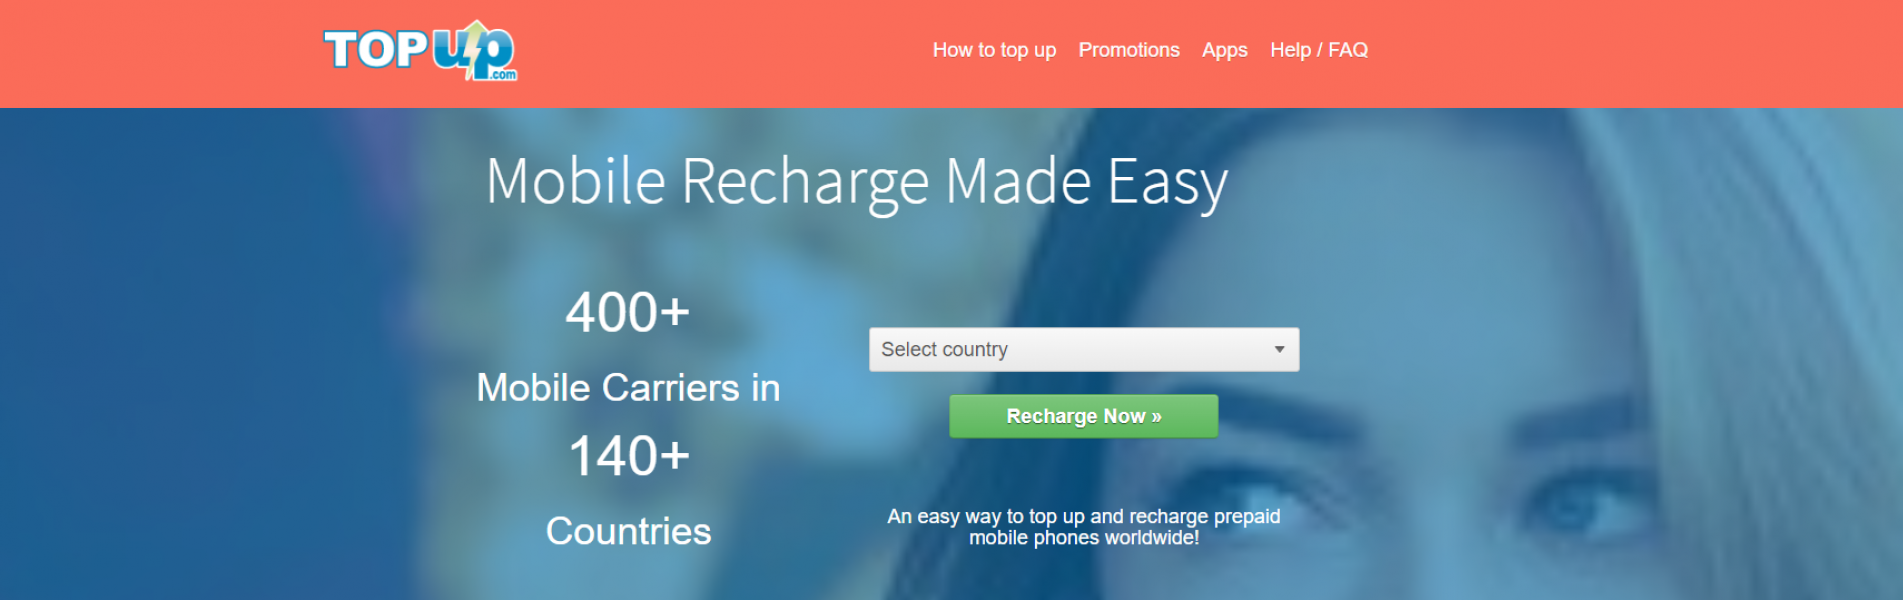 TOPUP.com
How to top up Promotions Apps Help / FAQ
Mobile Recharge Made Easy
400+
Mobile Carriers in
140+
Countries
Select country
Recharge Now »
An easy way to top up and recharge prepaid
mobile phones worldwide!